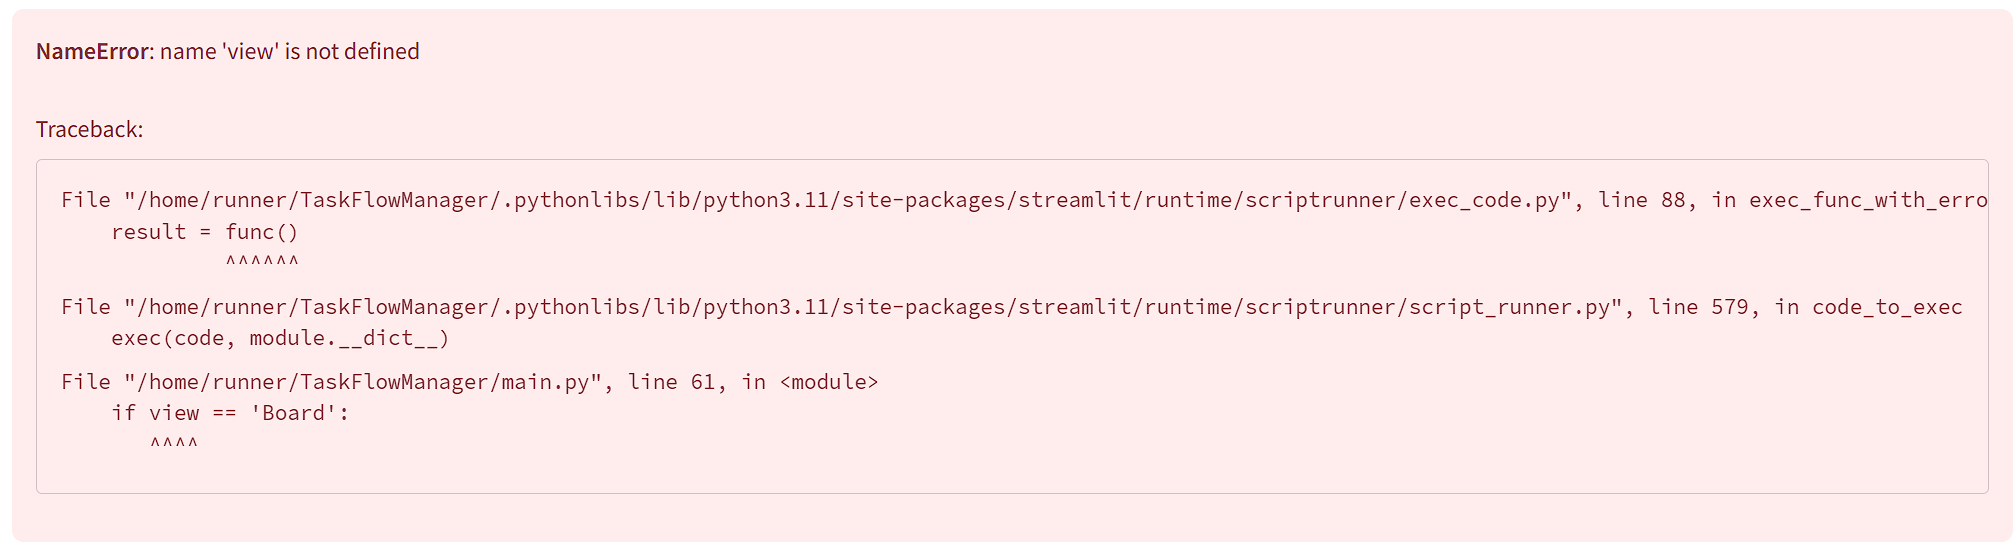 NameError: name 'view' is not defined
Traceback:
File "/home/runner/TaskFlowManager/.pythonlibs/lib/python3.11/site-packages/streamlit/runtime/scriptrunner/exec_code.py", line 88, in exec_func_with_erro
result = func()
^^^^^^
File "/home/runner/TaskFlowManager/.pythonlibs/lib/python3.11/site-packages/streamlit/runtime/scriptrunner/script_runner.py", line 579, in code_to_exec
exec(code, module.__dict__)
File "/home/runner/TaskFlowManager/main.py", line 61, in <module>
if view == 'Board':
^^^^